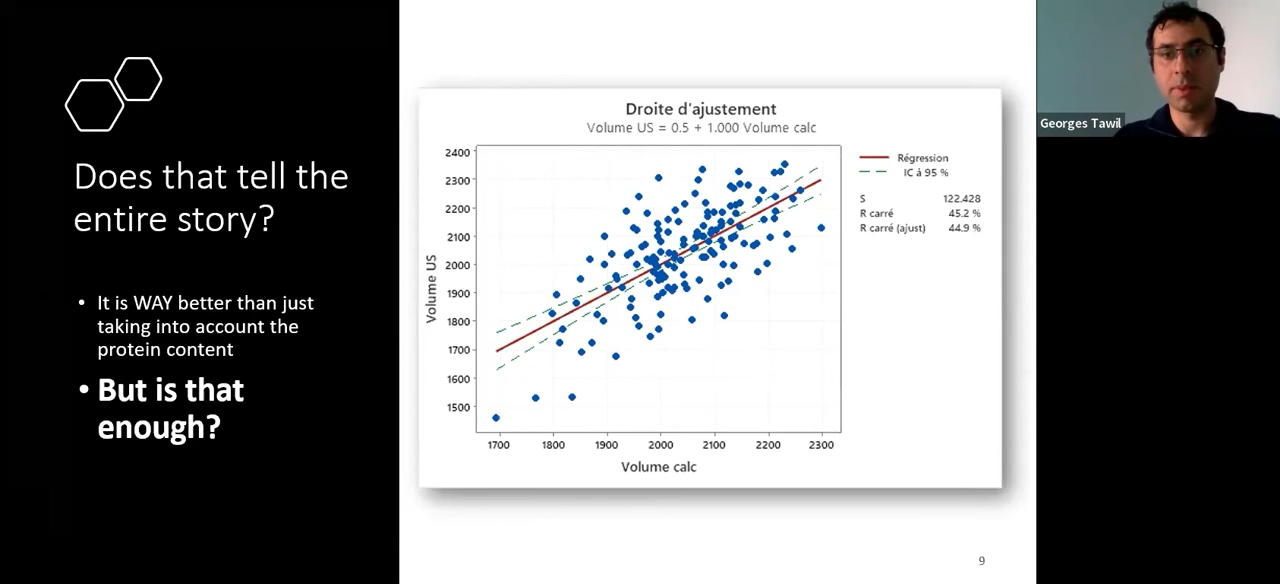 Does that tell the
entire story?
• It is WAY better than just
taking into account the
protein content
• But is that
enough?
Droite d'ajustement
Volume US = 0.5 + 1.000 Volume calc
2400
2300
2200
2100
2000
1900
1800
1700
1600
1500
Volume US
1700 1800 1900 2000 2100 2200 2300
Volume calc
Régression
IC à 95 %
S 122.428
R carré 45.2 %
R carré (ajust) 44.9 %
9
Georges Tawil